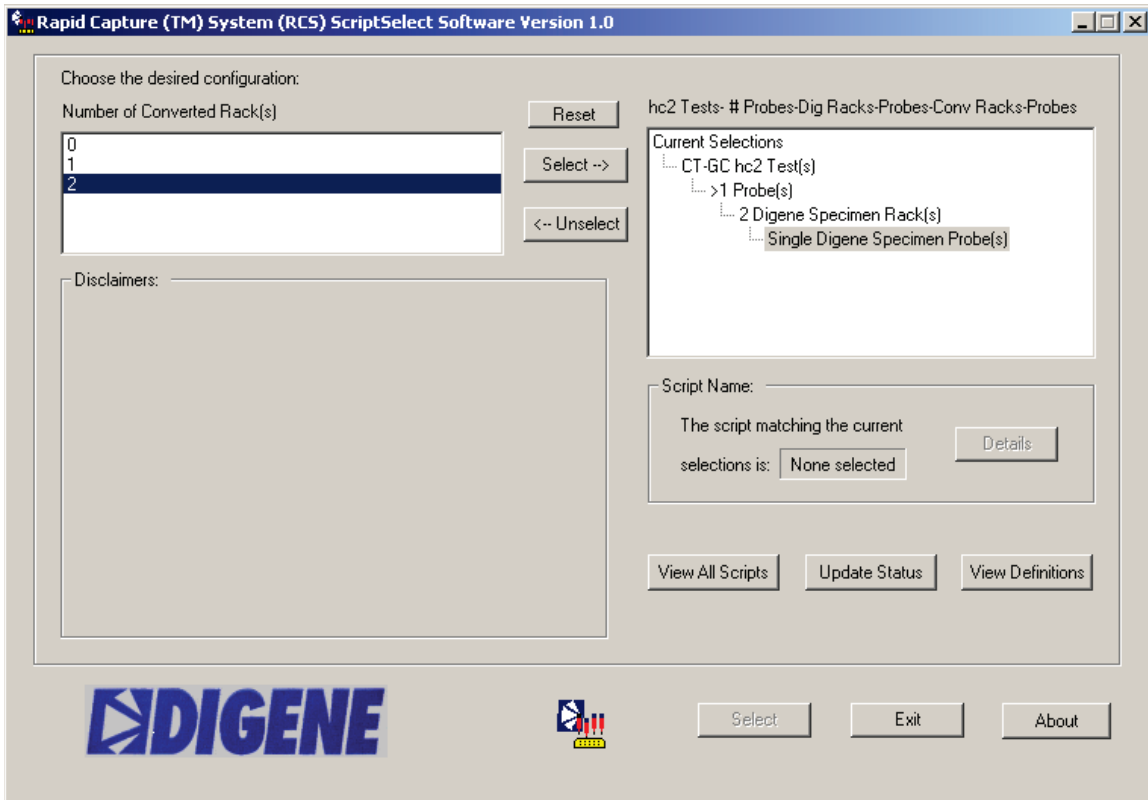 Rapid Capture (TM) System (RCS) ScriptSelect Software Version 1.0
Choose the desired configuration:
Number of Converted Rack(s)
0
1
2
Reset
Select -->
<-- Unselect
hc2 Tests- # Probes-Dig Racks-Probes-Conv Racks-Probes
Current Selections
CT-GC hc2 Test(s)
>1 Probe(s)
2 Digene Specimen Rack(s)
Single Digene Specimen Probe(s)
Disclaimers:
Script Name:
The script matching the current
selections is: None selected
Details
View All Scripts
Update Status
View Definitions
DIGENE
Select
Exit
About